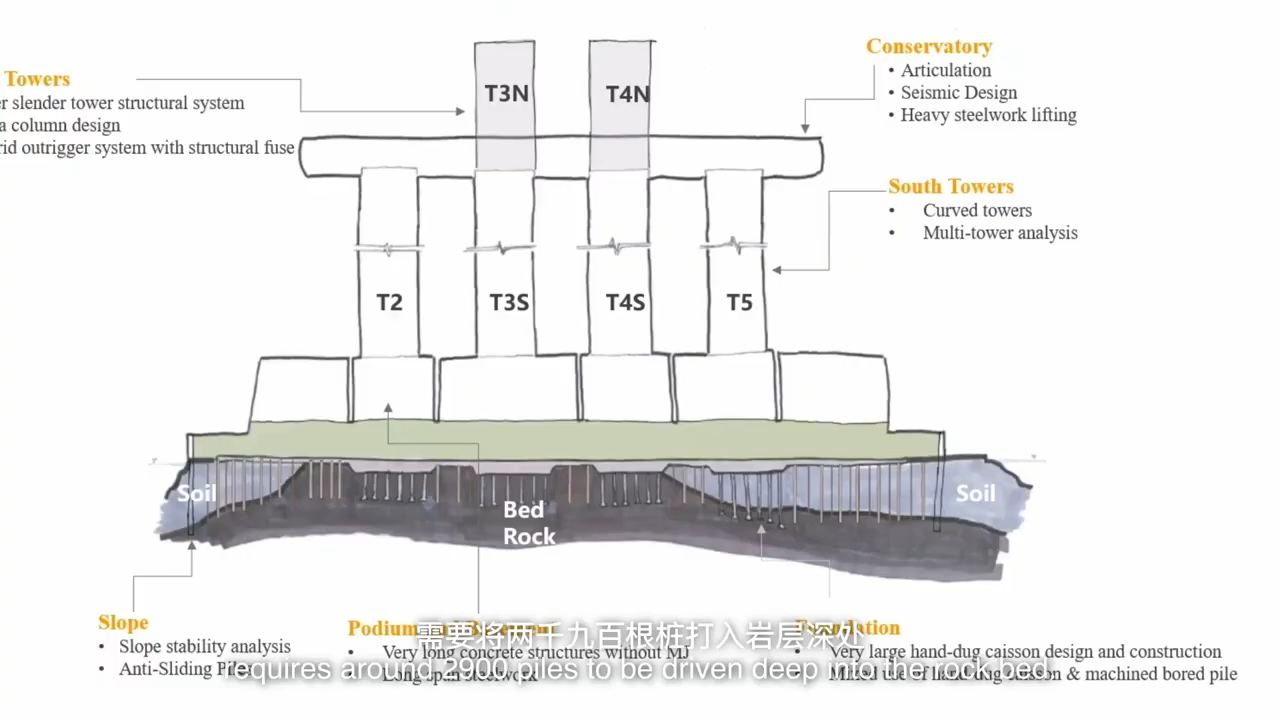 Towers
er slender tower structural system
a column design
rid outrigger system with structural fuse
T3N
T4N
Conservatory
• Articulation
• Seismic Design
• Heavy steelwork lifting
South Towers
• Curved towers
• Multi-tower analysis
T2
T3S
T4S
T5
Soil
Bed
Rock
Soil
Slope
• Slope stability analysis
• Anti-Sliding Piles
Podium
• Very long concrete structures without MJ
• Long span steelwork
Foundation
• Very large hand-dug caisson design and construction
• Mixed use of hand-dug caisson & machined bored pile
需要将两千九百根桩打入岩层深处
requires around 2900 piles to be driven deep into the rock bed